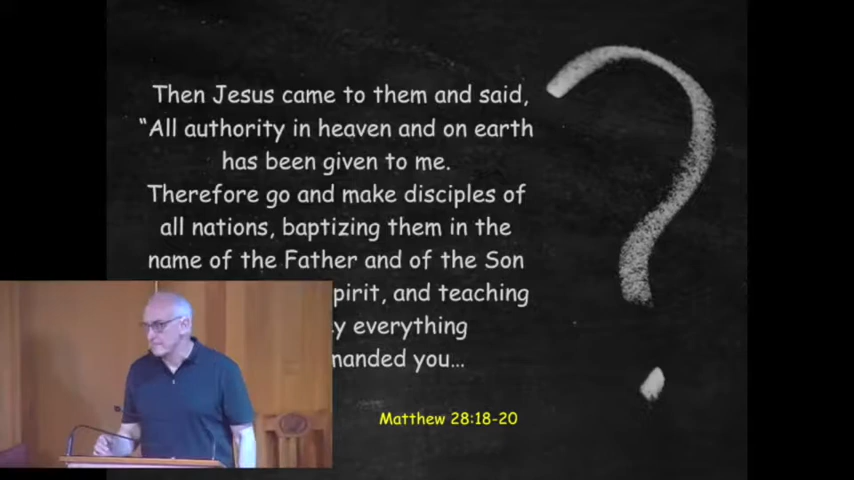 Then Jesus came to them and said,
“All authority in heaven and on earth
has been given to me.
Therefore go and make disciples of
all nations, baptizing them in the
name of the Father and of the Son
pirit, and teaching
y everything
manded you...
Matthew 28:18-20